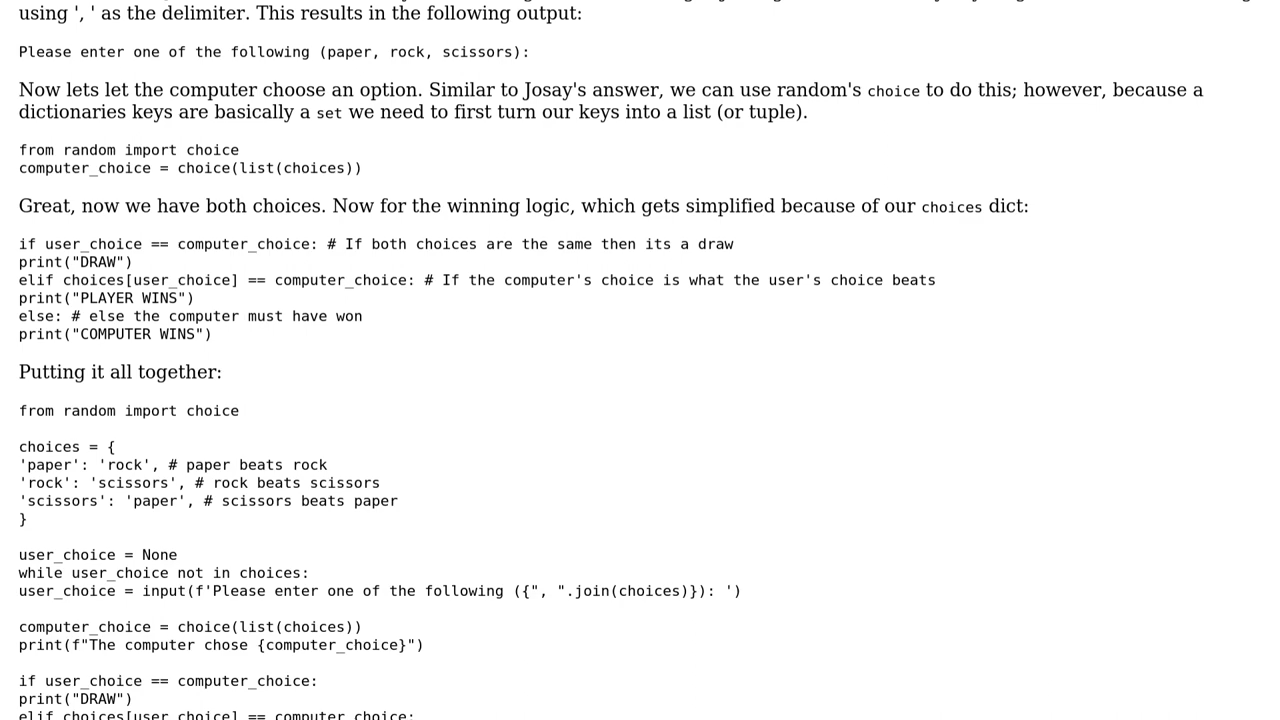 using ', ' as the delimiter. This results in the following output:
Please enter one of the following (paper, rock, scissors):
Now lets let the computer choose an option. Similar to Josay's answer, we can use random's choice to do this; however, because a
dictionaries keys are basically a set we need to first turn our keys into a list (or tuple).
from random import choice
computer_choice = choice(list(choices))
Great, now we have both choices. Now for the winning logic, which gets simplified because of our choices dict:
if user_choice == computer_choice: # If both choices are the same then its a draw
print("DRAW")
elif choices[user_choice] == computer_choice: # If the computer's choice is what the user's choice beats
print("PLAYER WINS")
else: # else the computer must have won
print("COMPUTER WINS")
Putting it all together:
from random import choice
choices = {
'paper': 'rock', # paper beats rock
'rock': 'scissors', # rock beats scissors
'scissors': 'paper', # scissors beats paper
}
user_choice = None
while user_choice not in choices:
user_choice = input(f'Please enter one of the following ({", ".join(choices)}): ')
computer_choice = choice(list(choices))
print(f"The computer chose {computer_choice}")
if user_choice == computer_choice:
print("DRAW")
elif choices[user_choice] == computer_choice: